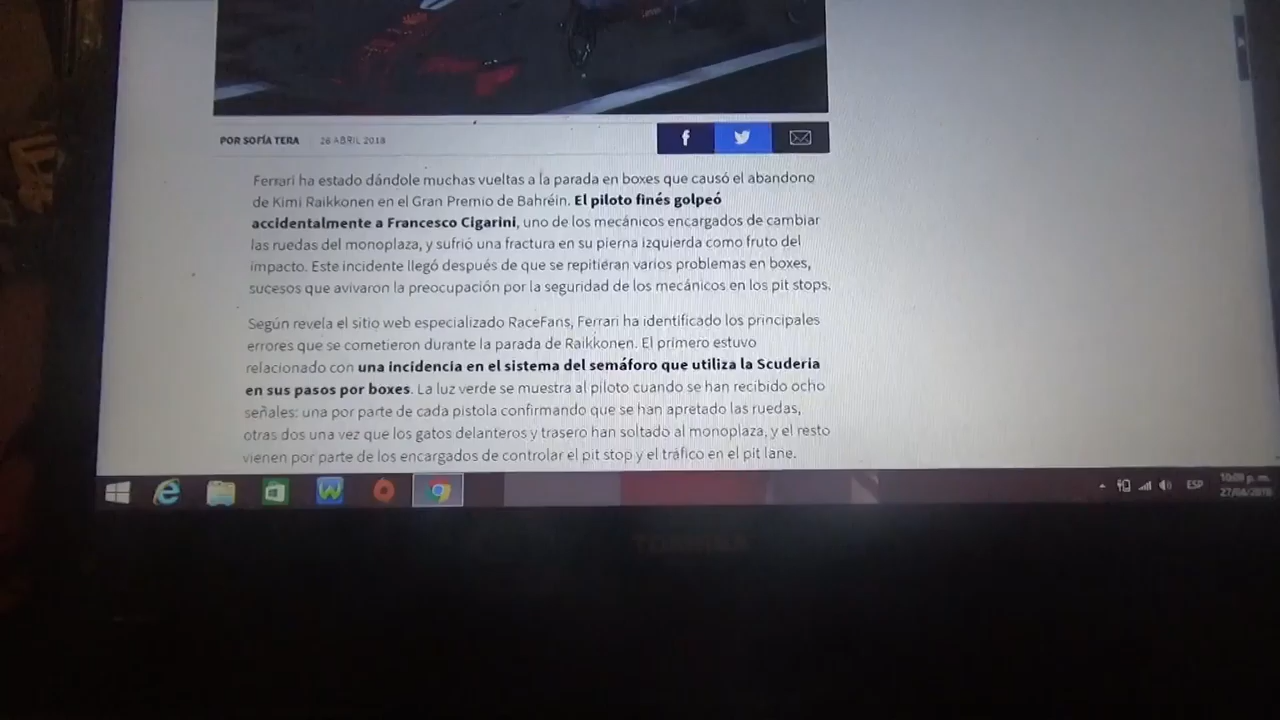 POR SOFÍA TERA
26 ABRIL 2018
Ferrari ha estado dándole muchas vueltas a la parada en boxes que causó el abandono
de Kimi Raikkonen en el Gran Premio de Bahréin. El piloto finés golpeó
accidentalmente a Francesco Cigarini, uno de los mecánicos encargados de cambiar
las ruedas del monoplaza, y sufrió una fractura en su pierna izquierda como fruto del
impacto. Este incidente llegó después de que se repitieran varios problemas en boxes,
sucesos que avivaron la preocupación por la seguridad de los mecánicos en los pit stops.
Según revela el sitio web especializado RaceFans, Ferrari ha identificado los principales
errores que se cometieron durante la parada de Raikkonen. El primero estuvo
relacionado con una incidencia en el sistema del semáforo que utiliza la Scuderia
en sus pasos por boxes. La luz verde se muestra al piloto cuando se han recibido ocho
señales: una por parte de cada pistola confirmando que se han apretado las ruedas,
otras dos una vez que los gatos delanteros y trasero han soltado al monoplaza, y el resto
vienen por parte de los encargados de controlar el pit stop y el tráfico en el pit lane.
ESP
10:09 p. m.
27/04/2018
TOSHIBA